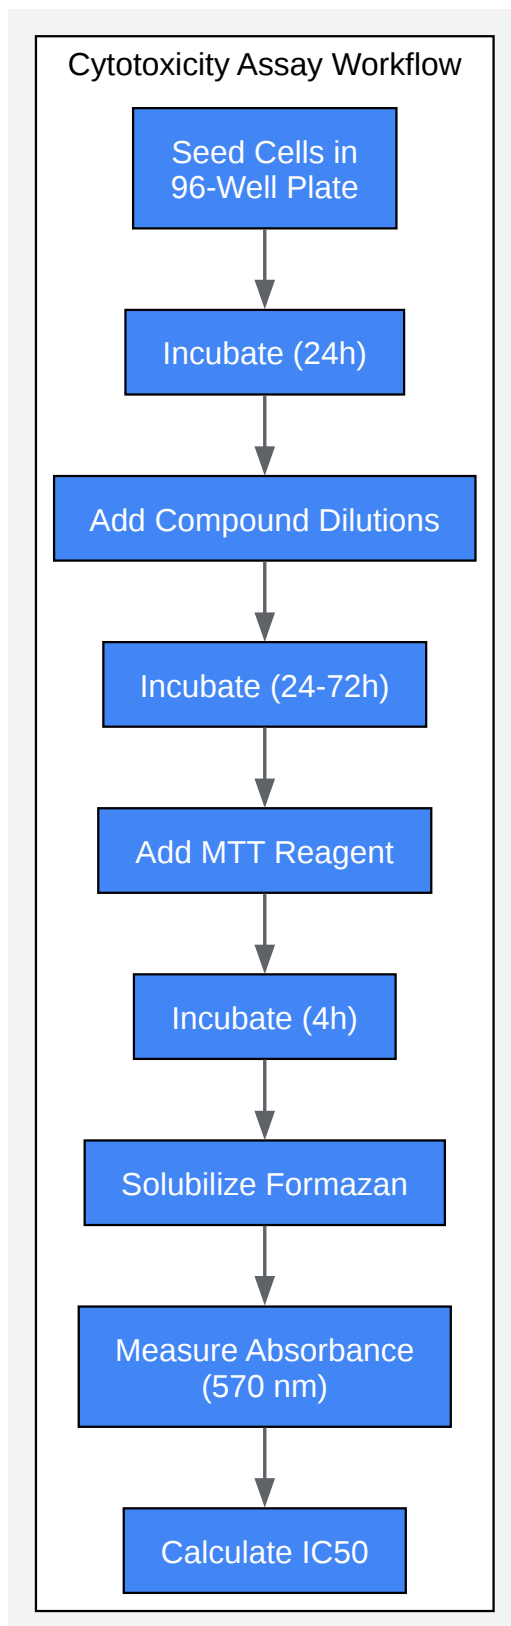 Cytotoxicity Assay Workflow
Seed Cells in
96-Well Plate
Incubate (24h)
Add Compound Dilutions
Incubate (24-72h)
Add MTT Reagent
Incubate (4h)
Solubilize Formazan
Measure Absorbance
(570 nm)
Calculate IC50